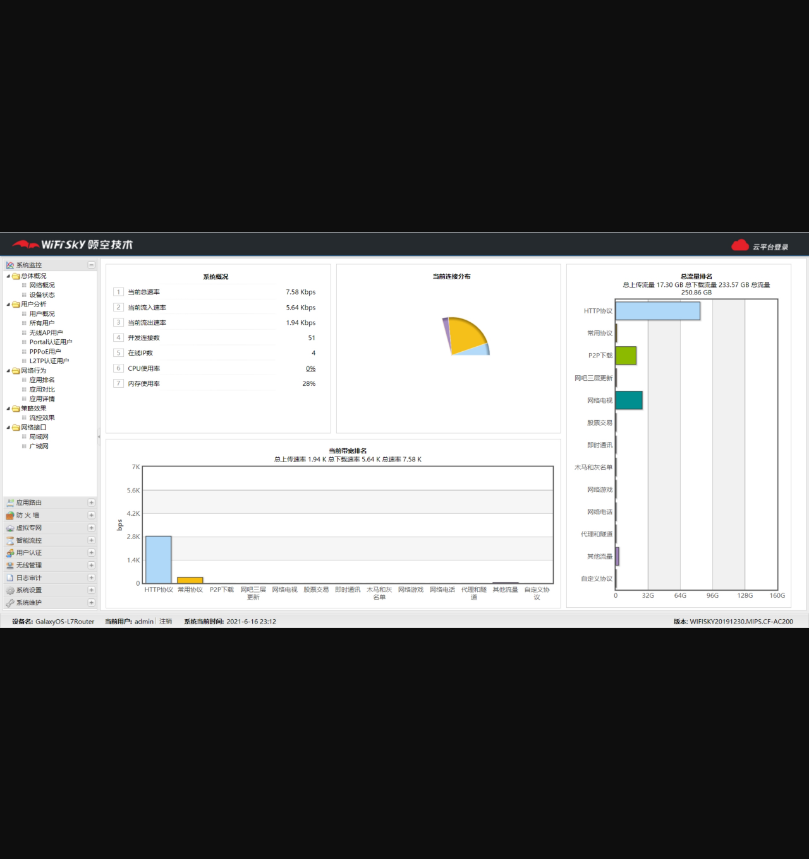 WiFiSKY 领空技术
云平台登录
系统监控
总体概况
网络概况
设备状态
用户分析
用户概况
所有用户
无线AP用户
Portal认证用户
PPPoE用户
L2TP认证用户
网络行为
应用排名
应用对比
应用详情
策略效果
流控效果
网络接口
局域网
广域网
应用路由
防 火 墙
虚拟专网
智能流控
用户认证
无线管理
日志审计
系统设置
系统维护
系统概况
1 当前总速率 7.58 Kbps
2 当前流入速率 5.64 Kbps
3 当前流出速率 1.94 Kbps
4 并发连接数 51
5 在线IP数 4
6 CPU使用率 0%
7 内存使用率 28%
当前连接分布
当前带宽排名
总上传速率 1.94 K 总下载速率 5.64 K 总速率 7.58 K
7K
5.6K
4.2K
2.8K
1.4K
0
bps
HTTP协议 常用协议 P2P下载 网吧三层更新 网络电视 股票交易 即时通讯 木马和灰名单 网络游戏 网络电话 代理和隧道 其他流量 自定义协议
总流量排名
总上传流量 17.30 GB 总下载流量 233.57 GB 总流量
250.86 GB
HTTP协议
常用协议
P2P下载
网吧三层更新
网络电视
股票交易
即时通讯
木马和灰名单
网络游戏
网络电话
代理和隧道
其他流量
自定义协议
0 32G 64G 96G 128G 160G
设备名: GalaxyOS-L7Router 当前用户: admin 注销 系统当前时间: 2021-6-16 23:12 版本: WIFISKY20191230.MIPS.CF-AC200